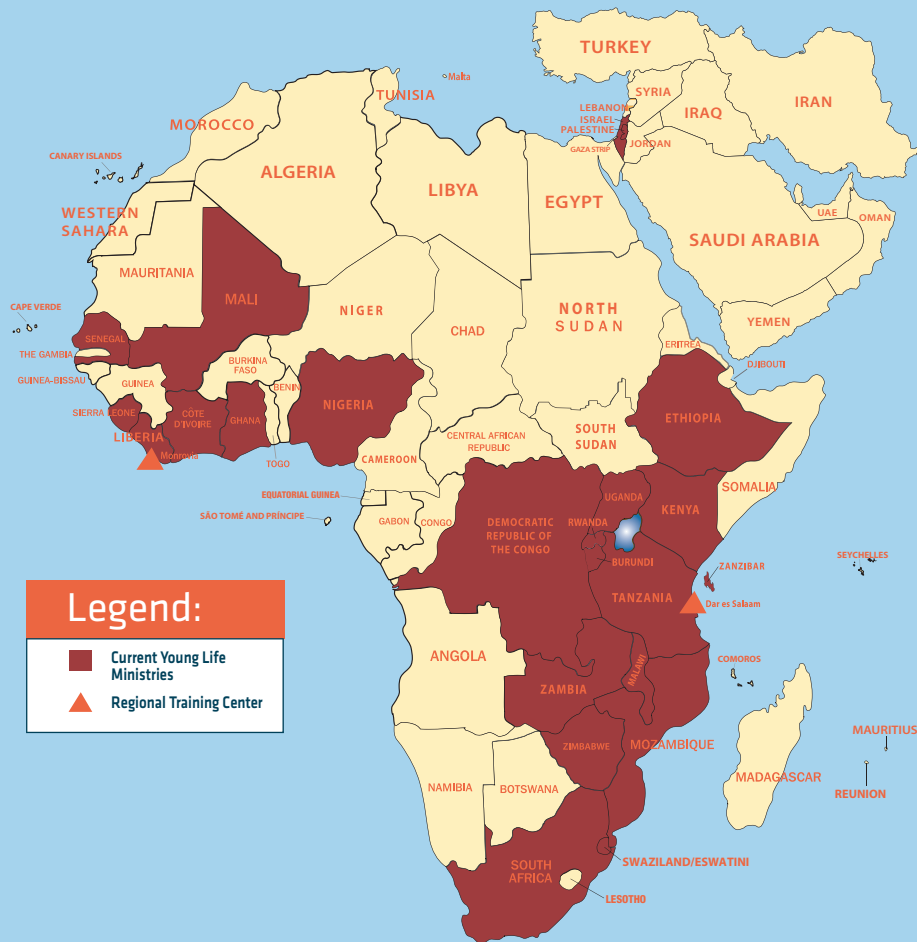 TURKEY
Malta
TUNISIA
SYRIA
IRAN
LEBANON
ISRAEL
PALESTINE
IRAQ
MOROCCO
JORDAN
GAZA STRIP
CANARY ISLANDS
ALGERIA
LIBYA
EGYPT
WESTERN
SAHARA
UAE
OMAN
SAUDI ARABIA
MAURITANIA
MALI
CAPE VERDE
NIGER
NORTH
SUDAN
YEMEN
SENEGAL
CHAD
ERITREA
THE GAMBIA
BURKINA
FASO
DJIBOUTI
GUINEA-BISSAU
GUINEA
BENIN
NIGERIA
SIERRA LEONE
CÔTE
D'IVOIRE
GHANA
ETHIOPIA
LIBERIA
Monrovia
TOGO
CAMEROON
CENTRAL AFRICAN
REPUBLIC
SOUTH
SUDAN
SOMALIA
EQUATORIAL GUINEA
UGANDA
KENYA
SÃO TOMÉ AND PRÍNCIPE
GABON
CONGO
DEMOCRATIC
REPUBLIC OF
THE CONGO
RWANDA
BURUNDI
SEYCHELLES
ZANZIBAR
TANZANIA
Dar es Salaam
Legend:
Current Young Life
Ministries
Regional Training Center
ANGOLA
ZAMBIA
MALAWI
COMOROS
ZIMBABWE
MOZAMBIQUE
MAURITIUS
NAMIBIA
BOTSWANA
MADAGASCAR
REUNION
SOUTH
AFRICA
SWAZILAND/ESWATINI
LESOTHO